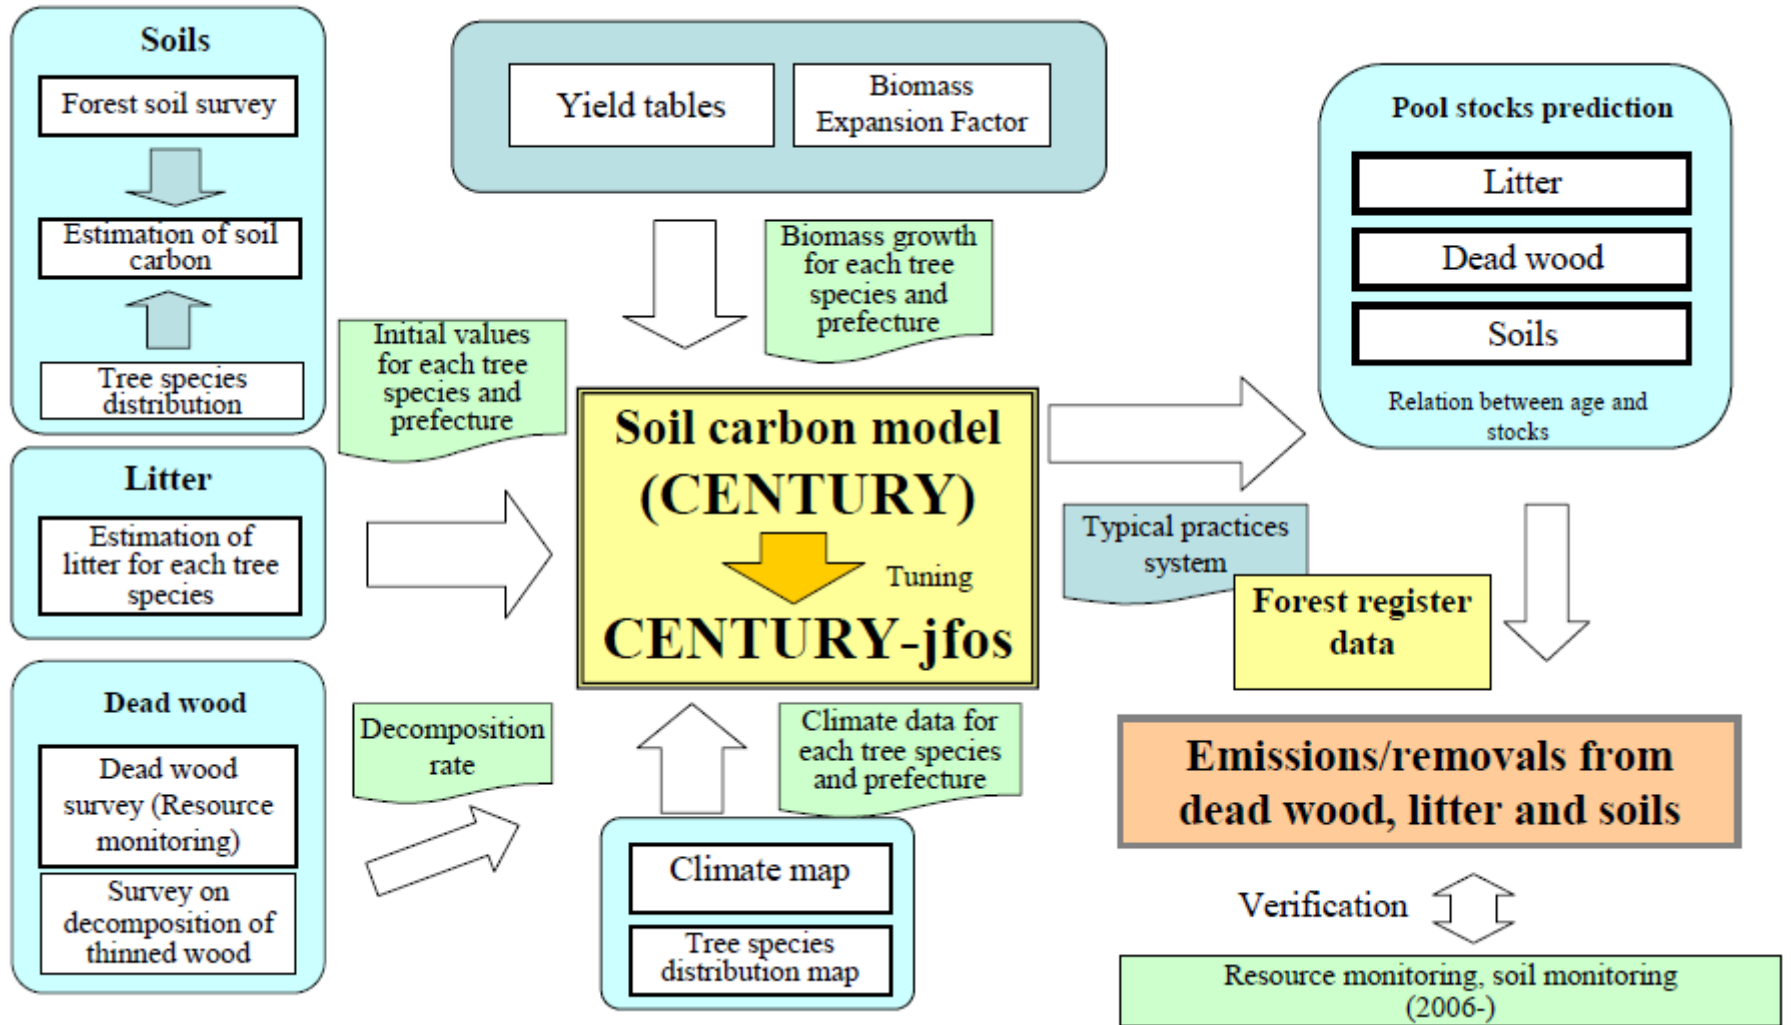 Soils
Forest soil survey
Estimation of soil
carbon
Tree species
distribution
Litter
Estimation of
litter for each tree
species
Dead wood
Dead wood
survey (Resource
monitoring)
Survey on
decomposition of
thinned wood
Yield tables
Biomass
Expansion Factor
Biomass growth
for each tree
species and
prefecture
Initial values
for each tree
species and
prefecture
Decomposition
rate
Soil carbon model
(CENTURY)
Tuning
CENTURY-jfos
Climate data for
each tree species
and prefecture
Climate map
Tree species
distribution map
Pool stocks prediction
Litter
Dead wood
Soils
Relation between age and
stocks
Typical practices
system
Forest register
data
Emissions/removals from
dead wood, litter and soils
Verification
Resource monitoring, soil monitoring
(2006-)